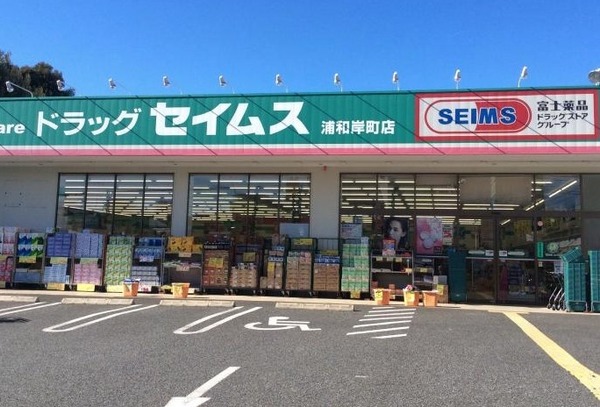 are
ドラッグ セイムス 浦和岸町店
SEIMS
富士薬品
ドラッグストア
グループ